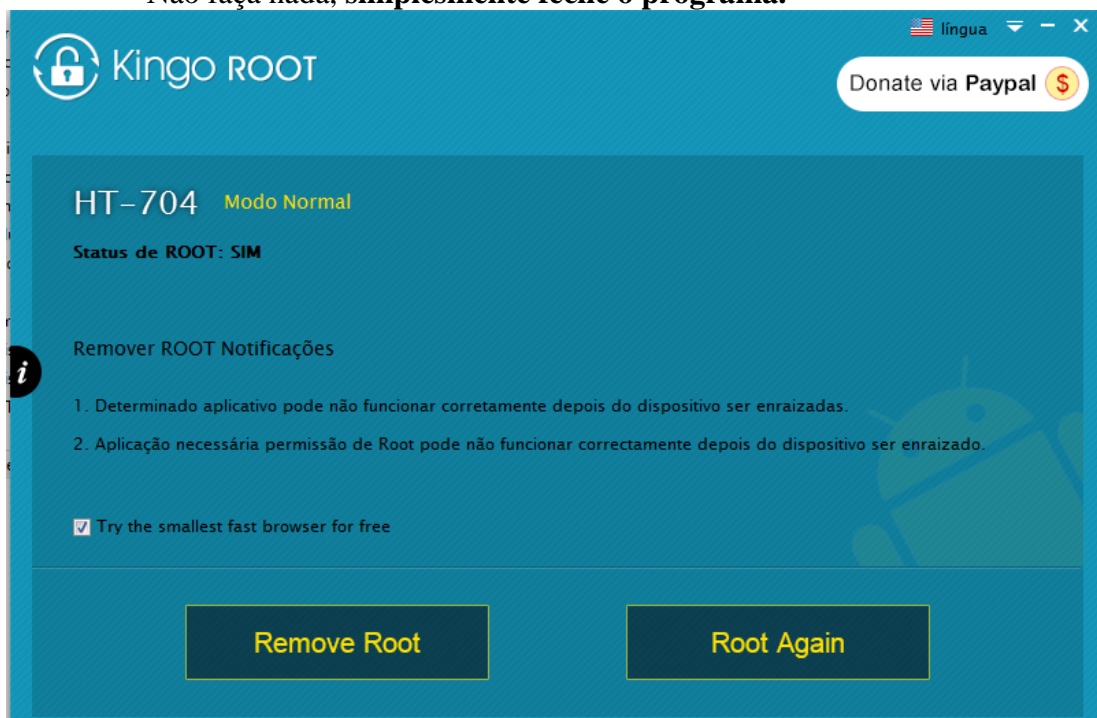 Não faça nada, simplesmente feche o programa.
língua
Kingo ROOT
Donate via Paypal $
HT-704 Modo Normal
Status de ROOT: SIM
Remover ROOT Notificações
i
1. Determinado aplicativo pode não funcionar corretamente depois do dispositivo ser enraizadas.
2. Aplicação necessária permissão de Root pode não funcionar correctamente depois do dispositivo ser enraizado.
Try the smallest fast browser for free
Remove Root Root Again